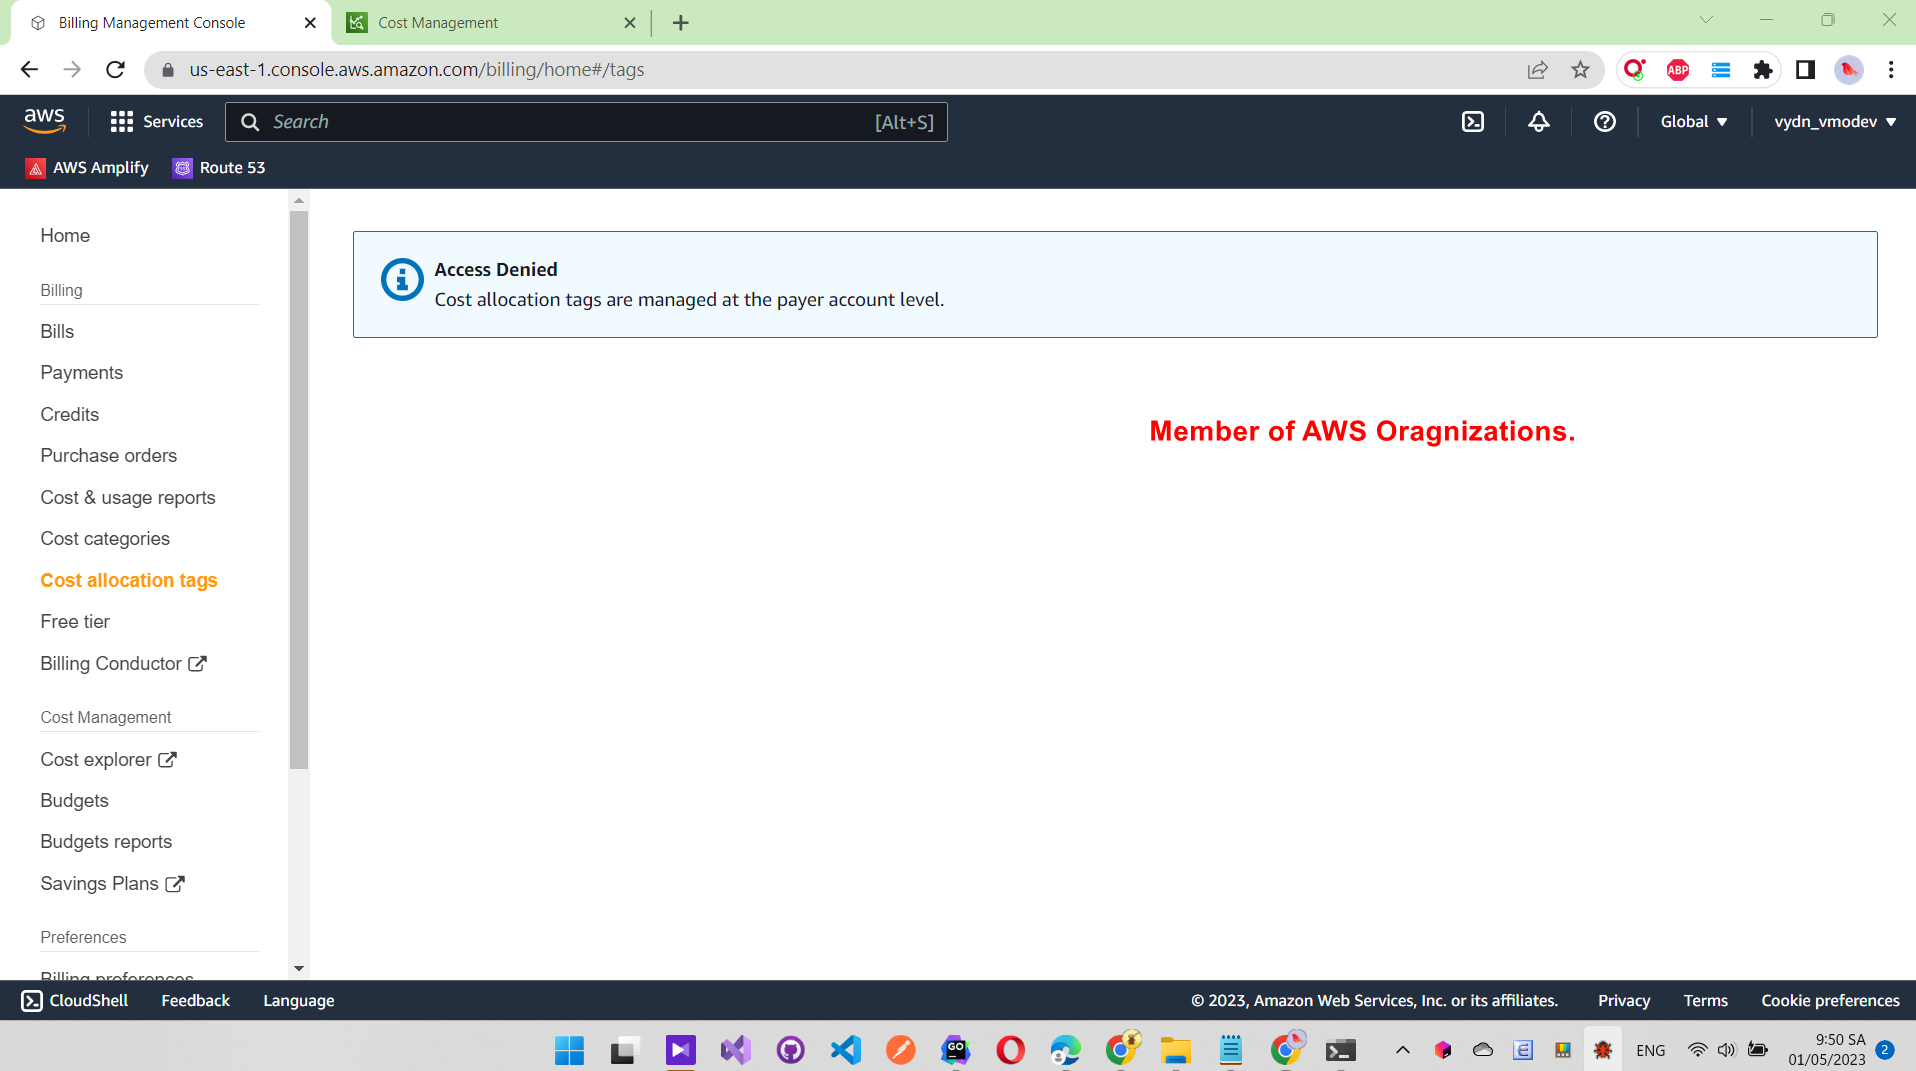 Billing Management Console
Cost Management
us-east-1.console.aws.amazon.com/billing/home#/tags
ABP
aws
Services
Search
[Alt+S]
Global
vydn_vmodev
AWS Amplify
Route 53
Home
Billing
Bills
Payments
Credits
Purchase orders
Cost & usage reports
Cost categories
Cost allocation tags
Free tier
Billing Conductor
Cost Management
Cost explorer
Budgets
Budgets reports
Savings Plans
Preferences
Billing preferences
Access Denied
Cost allocation tags are managed at the payer account level.
Member of AWS Oragnizations.
CloudShell
Feedback
Language
© 2023, Amazon Web Services, Inc. or its affiliates.
Privacy
Terms
Cookie preferences
GO
ENG
9:50 SA
01/05/2023
2